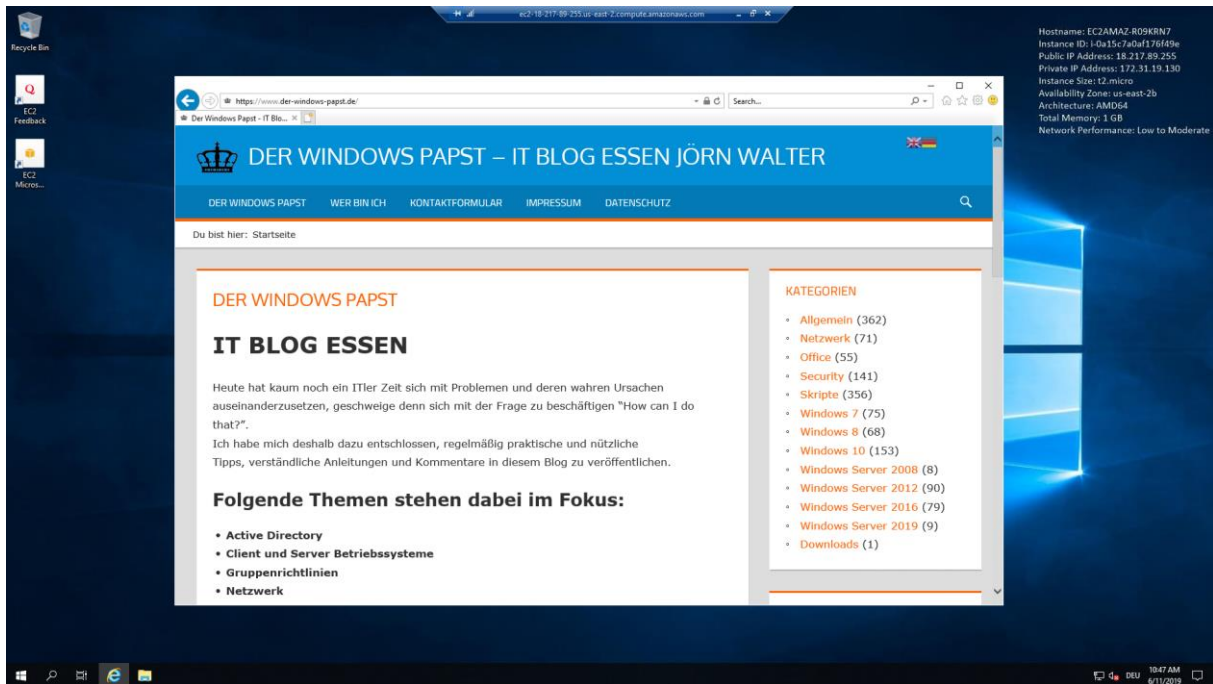 ec2-18-217-89-255.us-east-2.compute.amazonaws.com
Recycle Bin
EC2
Feedback
EC2
Micros...
Hostname: EC2AMAZ-R09KRN7
Instance ID: i-0a15c7a0af176f49e
Public IP Address: 18.217.89.255
Private IP Address: 172.31.19.130
Instance Size: t2.micro
Availability Zone: us-east-2b
Architecture: AMD64
Total Memory: 1 GB
Network Performance: Low to Moderate
https://www.der-windows-papst.de/
Search...
Der Windows Papst - IT Blo...
DER WINDOWS PAPST – IT BLOG ESSEN JÖRN WALTER
DER WINDOWS PAPST WER BIN ICH KONTAKTFORMULAR IMPRESSUM DATENSCHUTZ
Du bist hier: Startseite
DER WINDOWS PAPST
IT BLOG ESSEN
Heute hat kaum noch ein ITler Zeit sich mit Problemen und deren wahren Ursachen
auseinanderzusetzen, geschweige denn sich mit der Frage zu beschäftigen "How can I do
that?".
Ich habe mich deshalb dazu entschlossen, regelmäßig praktische und nützliche
Tipps, verständliche Anleitungen und Kommentare in diesem Blog zu veröffentlichen.
Folgende Themen stehen dabei im Fokus:
• Active Directory
• Client und Server Betriebssysteme
• Gruppenrichtlinien
• Netzwerk
KATEGORIEN
Allgemein (362)
Netzwerk (71)
Office (55)
Security (141)
Skripte (356)
Windows 7 (75)
Windows 8 (68)
Windows 10 (153)
Windows Server 2008 (8)
Windows Server 2012 (90)
Windows Server 2016 (79)
Windows Server 2019 (9)
Downloads (1)
DEU
10:47 AM
6/11/2019